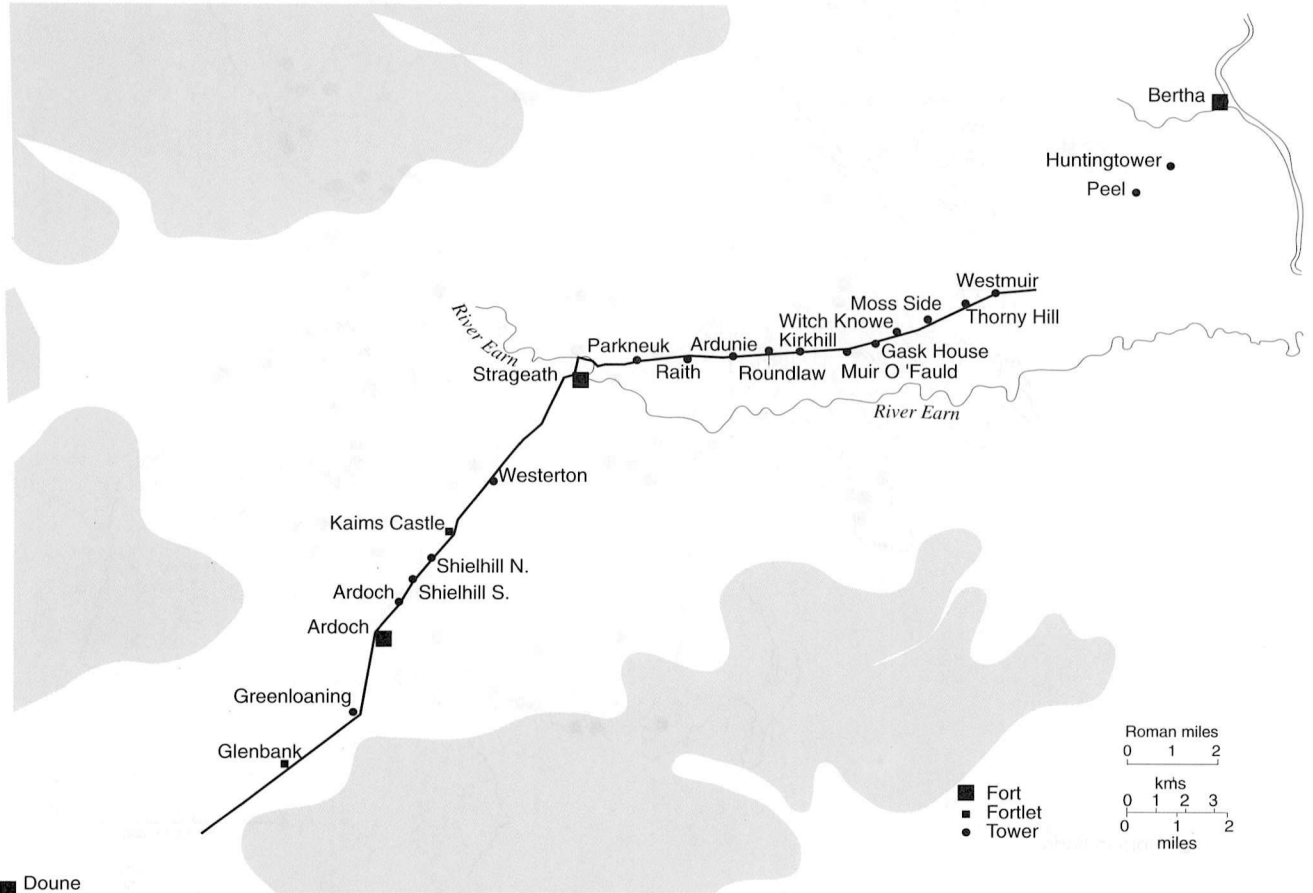 Bertha
Huntingtower
Peel
Westmuir
Moss Side
Thorny Hill
Witch Knowe
River Earn
Parkneuk
Ardunie
Kirkhill
Gask House
Strageath
Raith
Roundlaw
Muir O 'Fauld
River Earn
Westerton
Kaims Castle
Shielhill N.
Ardoch
Shielhill S.
Ardoch
Greenloaning
Glenbank
Roman miles
0 1 2
kms
0 1 2 3
0 1 2
miles
Fort
Fortlet
Tower
Doune